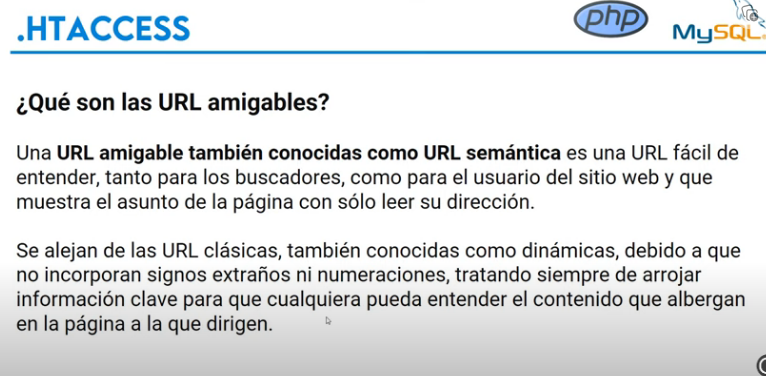 .HTACCESS
php
MySQL
¿Qué son las URL amigables?
Una URL amigable también conocidas como URL semántica es una URL fácil de
entender, tanto para los buscadores, como para el usuario del sitio web y que
muestra el asunto de la página con sólo leer su dirección.
Se alejan de las URL clásicas, también conocidas como dinámicas, debido a que
no incorporan signos extraños ni numeraciones, tratando siempre de arrojar
información clave para que cualquiera pueda entender el contenido que albergan
en la página a la que dirigen.